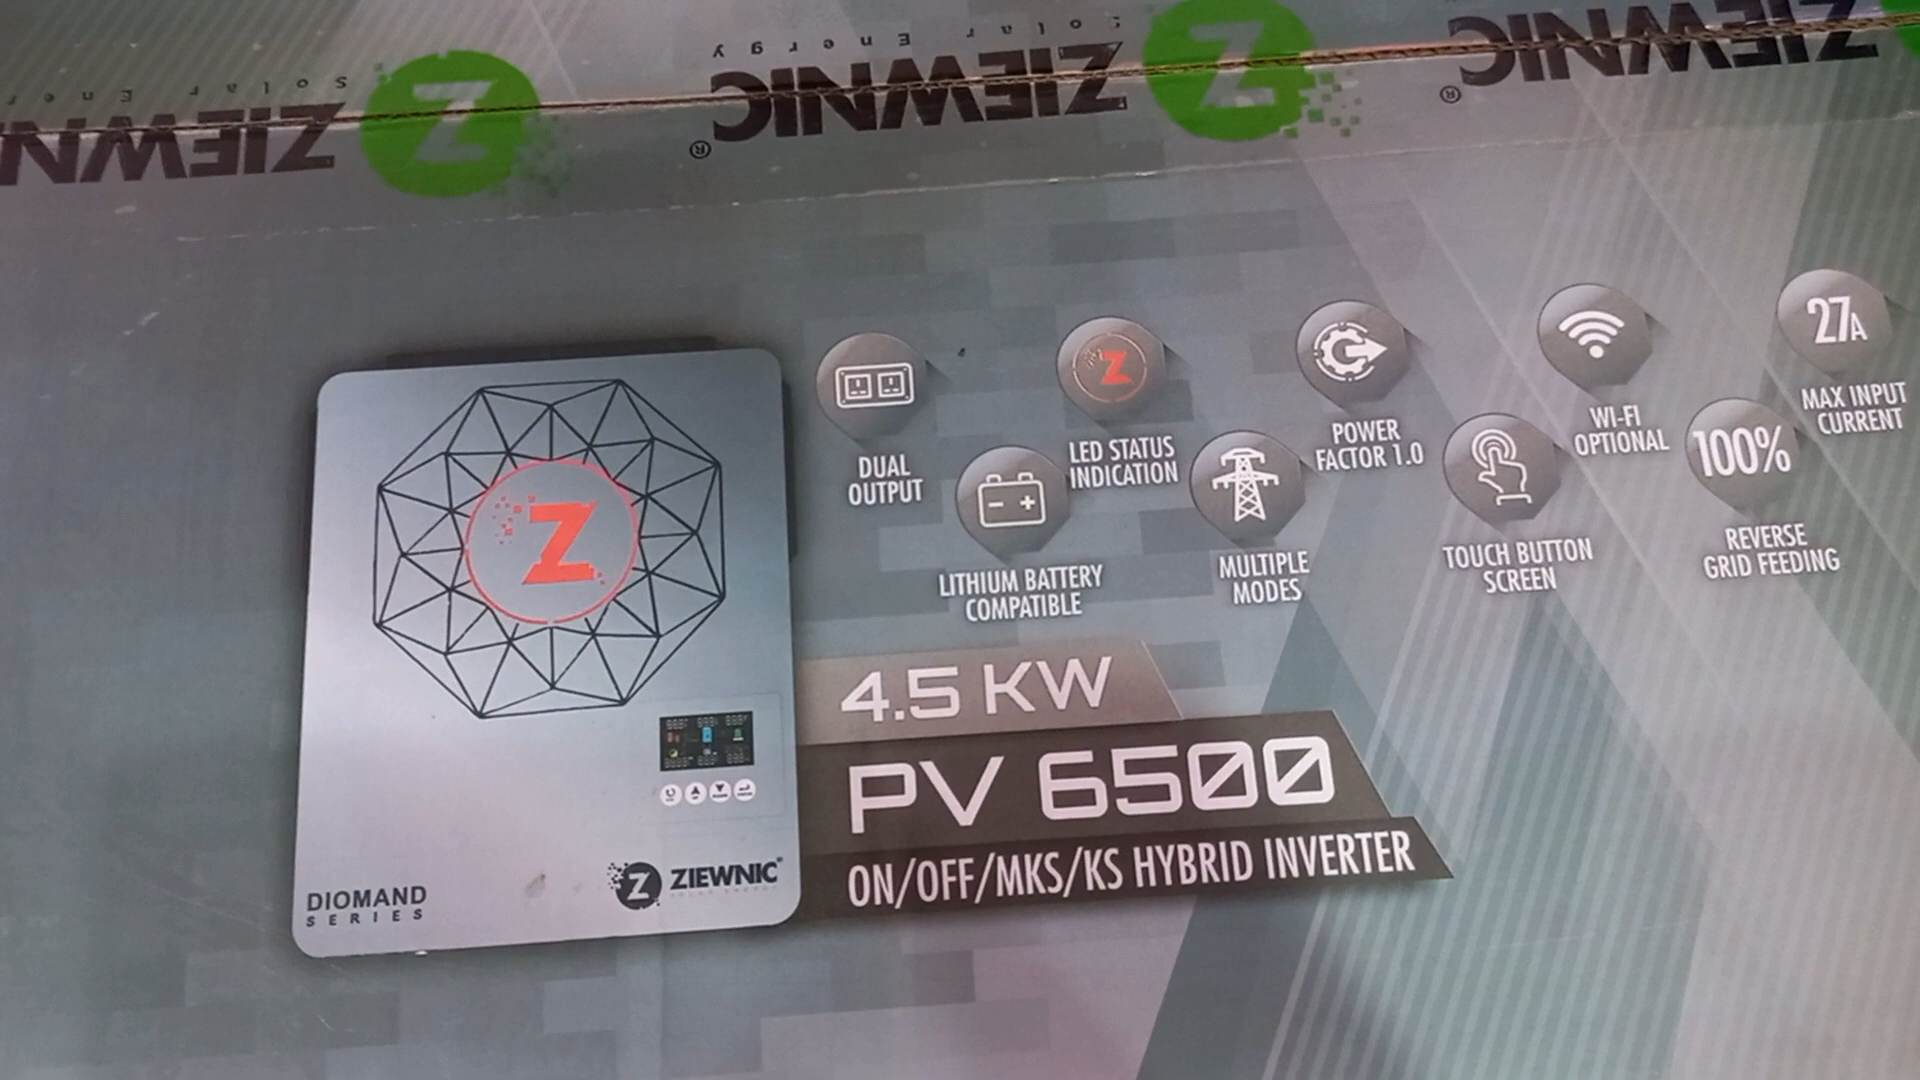 Solar Energy
ZIEWNIC®
Solar Energy
ZIEWNIC®
Z
ZIEWNIC®
Z
DUAL
OUTPUT
LITHIUM BATTERY
COMPATIBLE
Z
LED STATUS
INDICATION
MULTIPLE
MODES
POWER
FACTOR 1.0
TOUCH BUTTON
SCREEN
WI-FI
OPTIONAL
100%
REVERSE
GRID FEEDING
27A
MAX INPUT
CURRENT
Z
DIOMAND
SERIES
Z ZIEWNIC®
4.5 KW
PV 6500
ON/OFF/MKS/KS HYBRID INVERTER